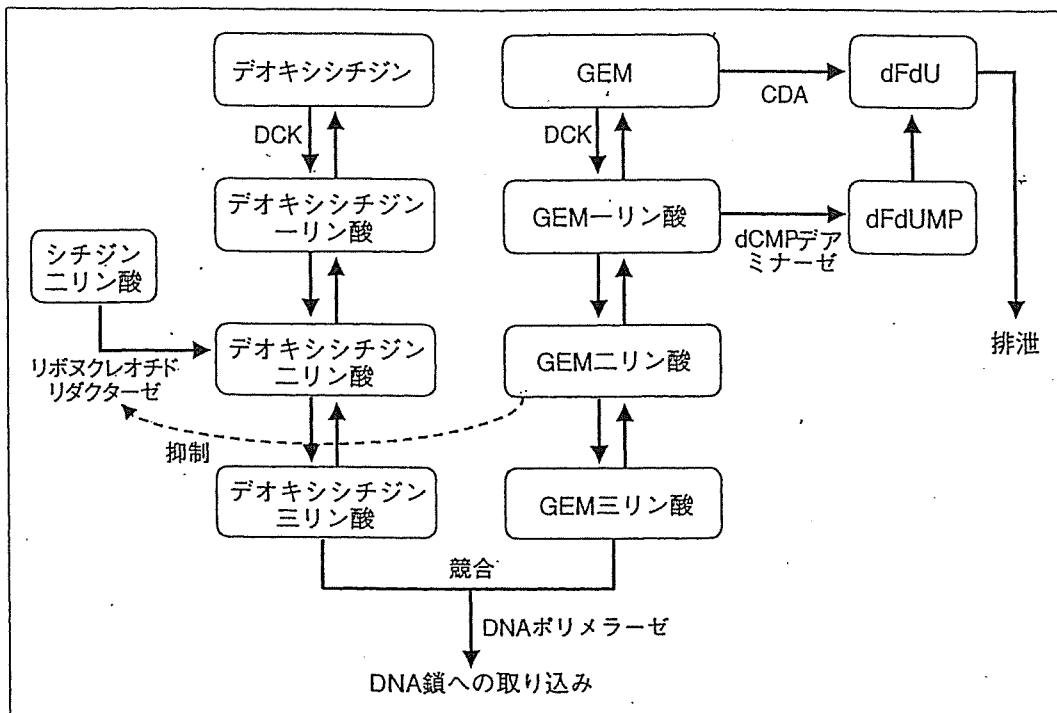 デオキシシチジン
GEM
CDA
dFdU
DCK
DCK
デオキシシチジン
一リン酸
GEM一リン酸
dCMPデア
ミナーゼ
dFdUMP
シチジン
二リン酸
リボヌクレオチド
リダクターゼ
デオキシシチジン
二リン酸
GEM二リン酸
排泄
抑制
デオキシシチジン
三リン酸
GEM三リン酸
競合
DNAポリメラーゼ
DNA鎖への取り込み